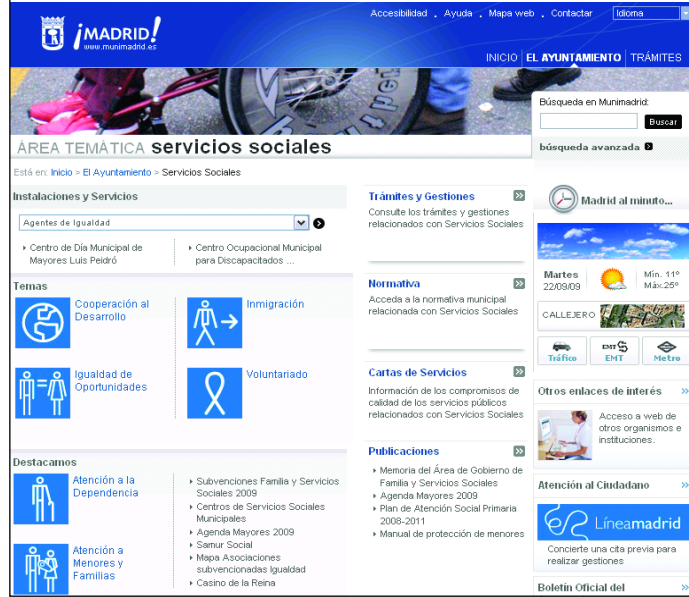 Accesibilidad . Ayuda . Mapa web . Contactar
Idioma
¡MADRID!
www.munimadrid.es
INICIO EL AYUNTAMIENTO TRÁMITES
ÁREA TEMÁTICA servicios sociales
Está en: Inicio > El Ayuntamiento > Servicios Sociales
Instalaciones y Servicios
Agentes de Igualdad
Centro de Día Municipal de
Mayores Luis Peidró
Centro Ocupacional Municipal
para Discapacitados ...
Temas
Cooperación al
Desarrollo
Inmigración
Igualdad de
Oportunidades
Voluntariado
Destacamos
Atención a la
Dependencia
Atención a
Menores y
Familias
Subvenciones Familia y Servicios
Sociales 2009
Centros de Servicios Sociales
Municipales
Agenda Mayores 2009
Samur Social
Mapa Asociaciones
subvencionadas Igualdad
Casino de la Reina
Trámites y Gestiones
Consulte los trámites y gestiones
relacionados con Servicios Sociales
Normativa
Acceda a la normativa municipal
relacionada con Servicios Sociales
Cartas de Servicios
Información de los compromisos de
calidad de los servicios públicos
relacionados con Servicios Sociales
Publicaciones
Memoria del Área de Gobierno de
Familia y Servicios Sociales
Agenda Mayores 2009
Plan de Atención Social Primaria
2008-2011
Manual de protección de menores
Búsqueda en Munimadrid:
Buscar
búsqueda avanzada
Madrid al minuto...
Martes
22/09/09
Mín. 11º
Máx.25º
CALLEJERO
Tráfico
EMT
EMT
Metro
Otros enlaces de interés
Acceso a web de
otros organismos e
instituciones.
Atención al Ciudadano
Líneamadrid
Concierte una cita previa para
realizar gestiones
Boletín Oficial del